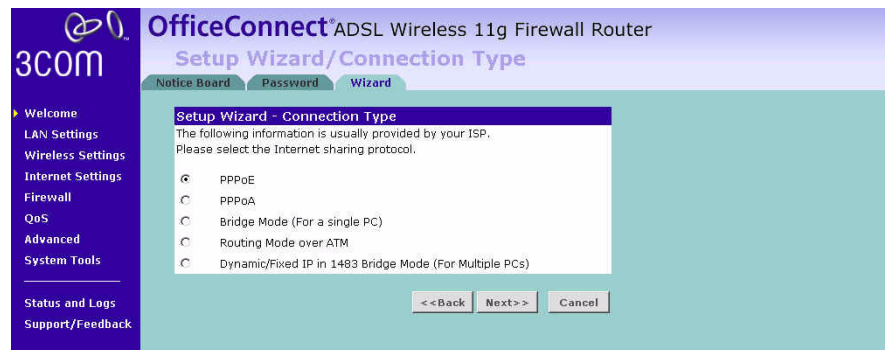 3COM
OfficeConnect® ADSL Wireless 11g Firewall Router
Setup Wizard/Connection Type
Notice Board Password Wizard
Welcome
LAN Settings
Wireless Settings
Internet Settings
Firewall
QoS
Advanced
System Tools
Status and Logs
Support/Feedback
Setup Wizard - Connection Type
The following information is usually provided by your ISP.
Please select the Internet sharing protocol.
PPPoE
PPPoA
Bridge Mode (For a single PC)
Routing Mode over ATM
Dynamic/Fixed IP in 1483 Bridge Mode (For Multiple PCs)
<<Back Next>> Cancel